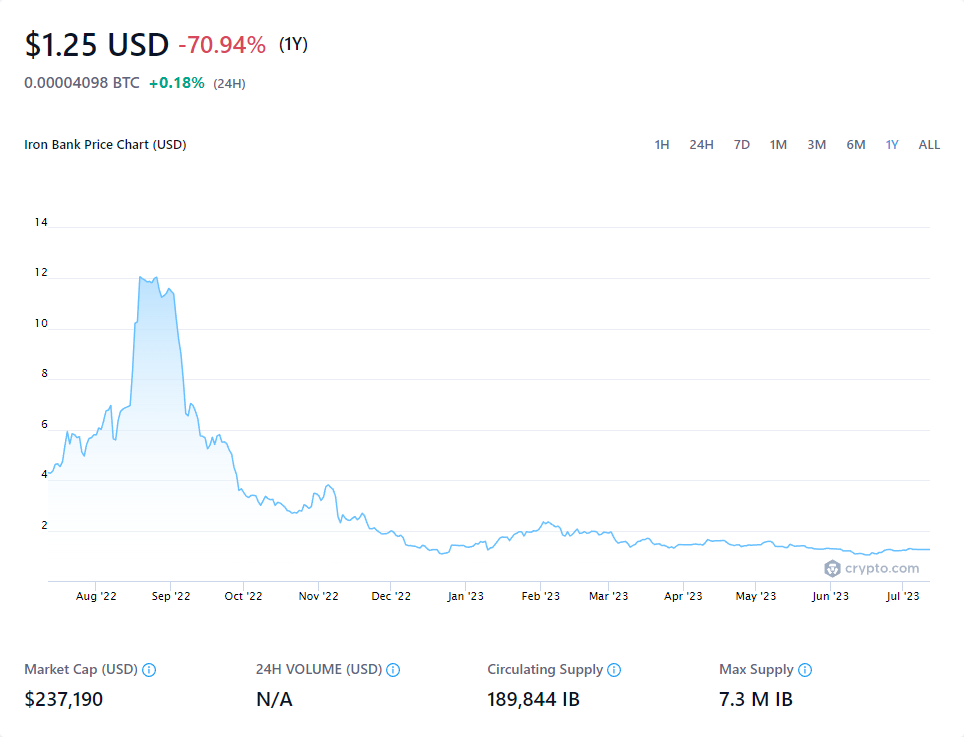 $1.25 USD -70.94% (1Y)
0.00004098 BTC +0.18% (24H)
Iron Bank Price Chart (USD) 1H 24H 7D 1M 3M 6M 1Y ALL
14
12
10
8
6
4
2
crypto.com
Aug '22 Sep '22 Oct '22 Nov '22 Dec '22 Jan '23 Feb '23 Mar '23 Apr '23 May '23 Jun '23 Jul '23
Market Cap (USD) 24H VOLUME (USD) Circulating Supply Max Supply
$237,190 N/A 189,844 IB 7.3 M IB